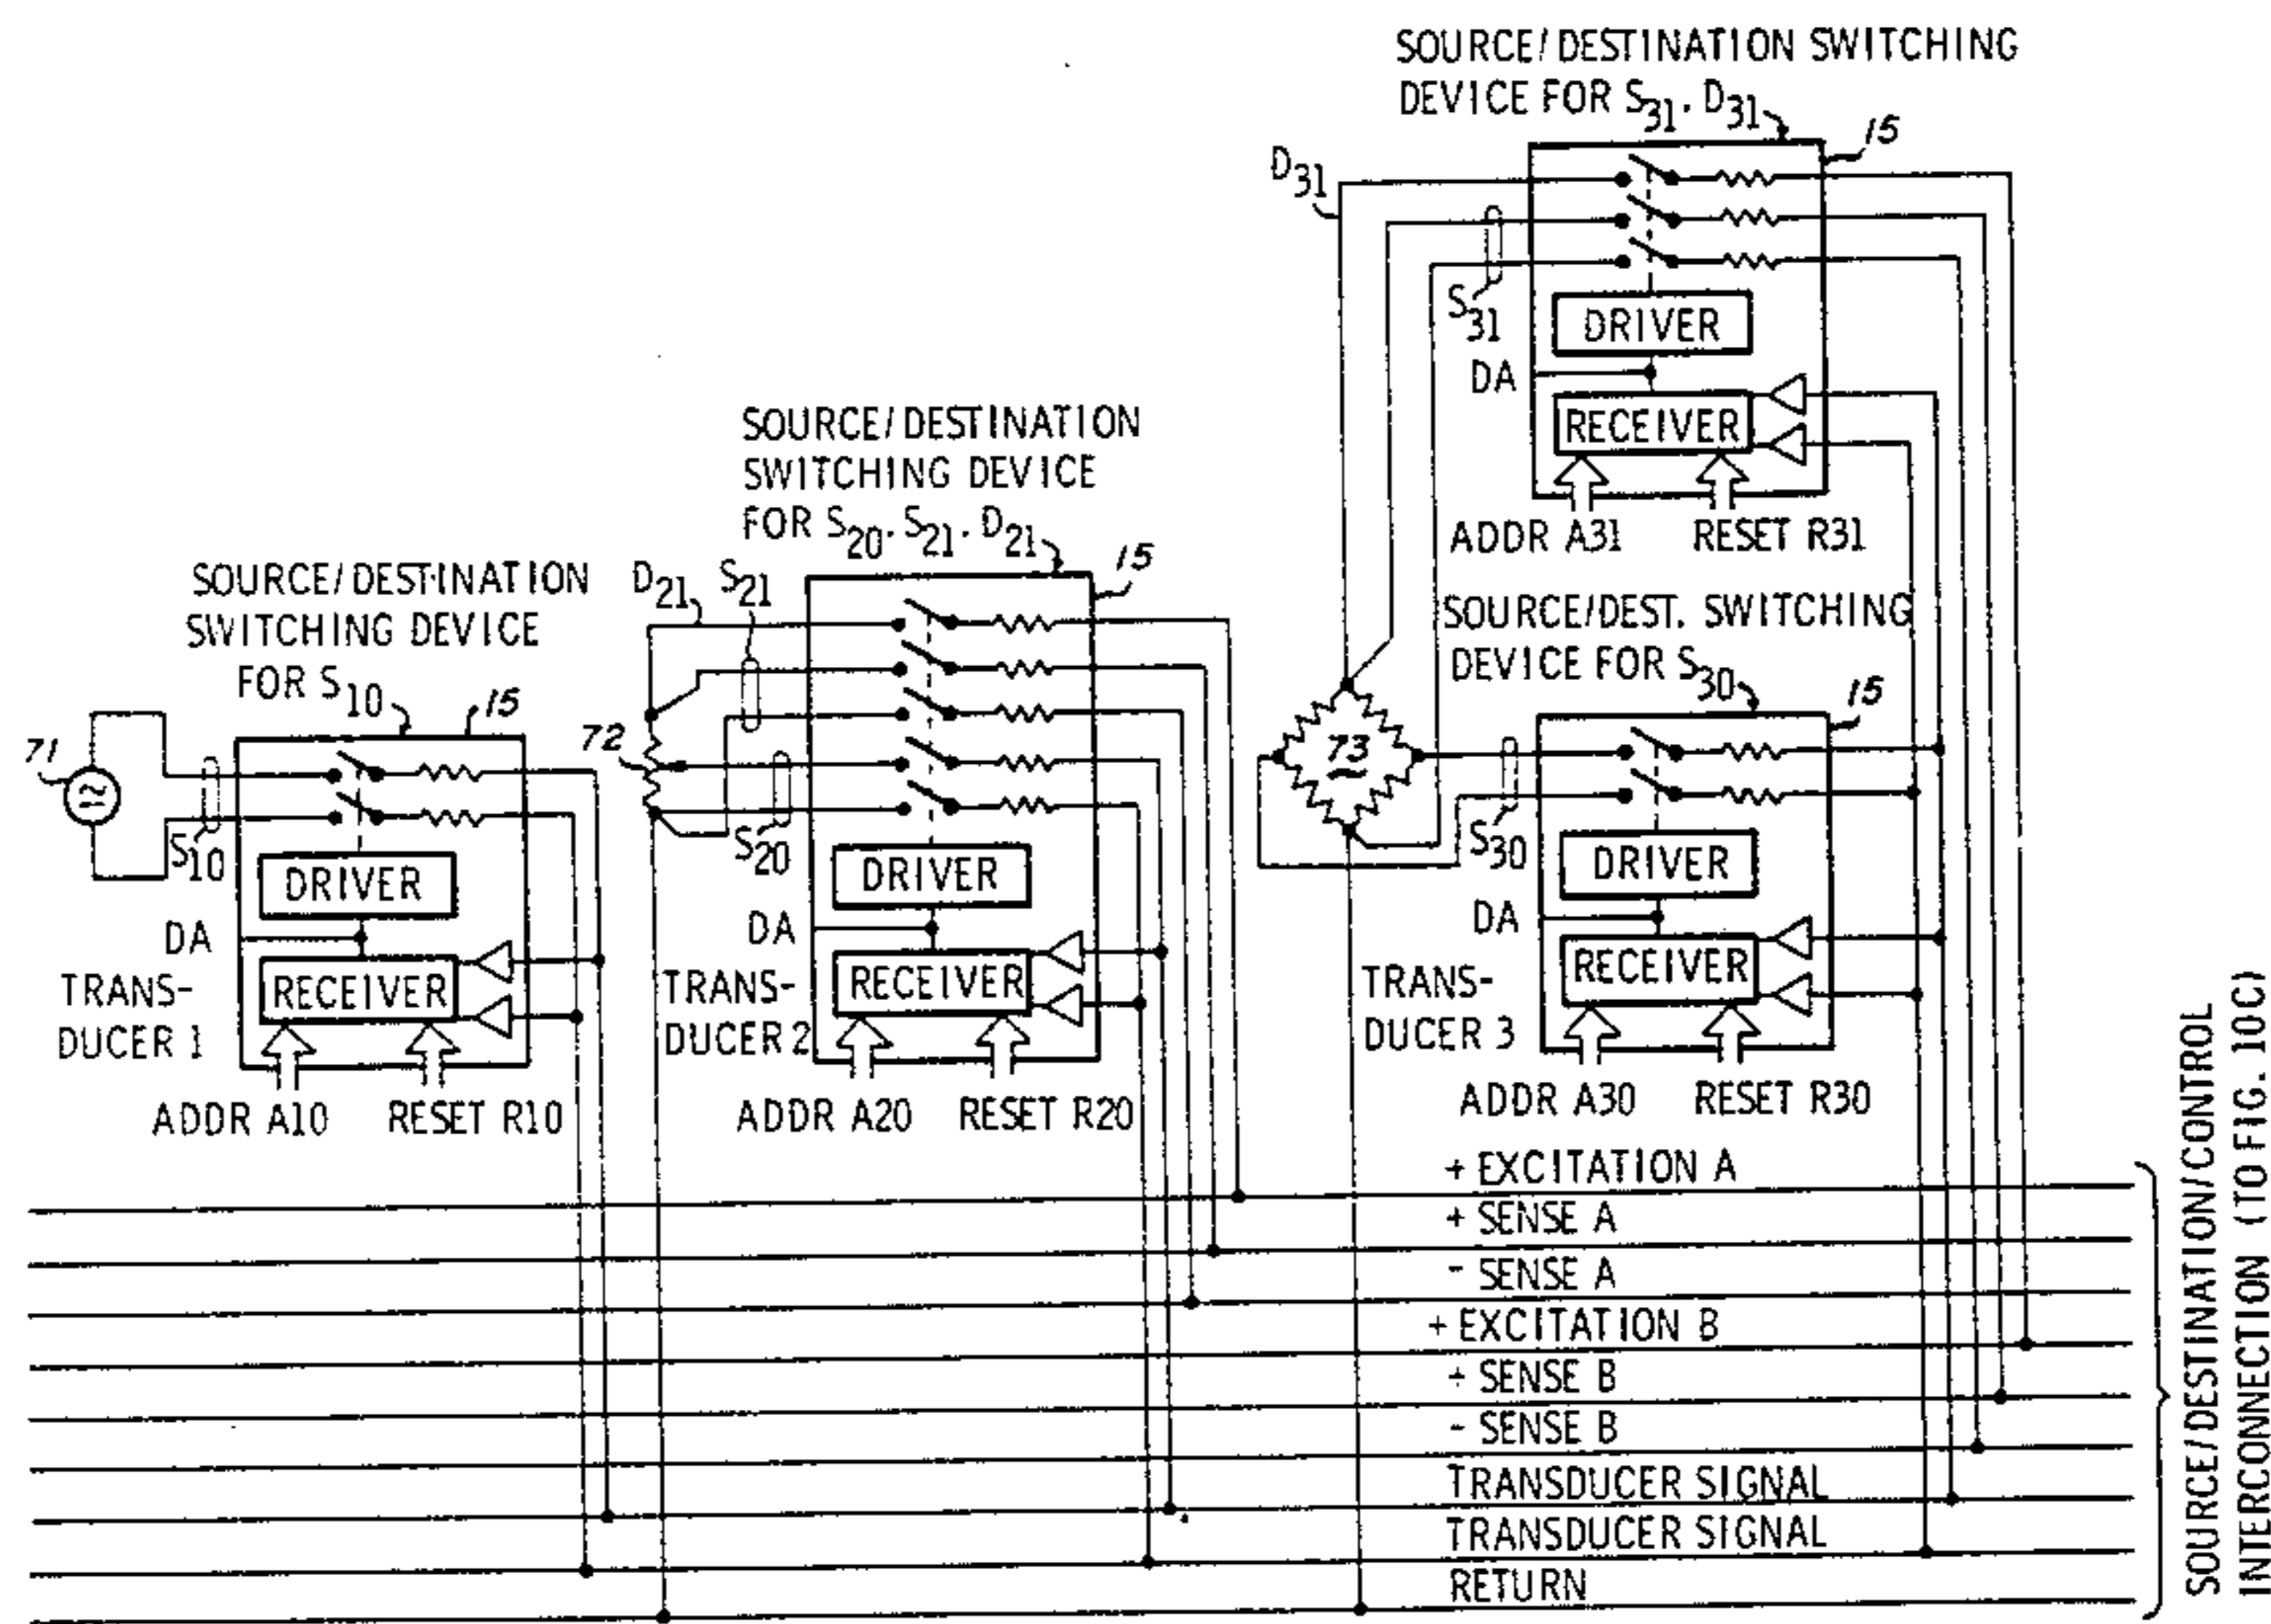 SOURCE/DESTINATION SWITCHING
DEVICE FOR S31, D31
15
D31
S31
DRIVER
DA
RECEIVER
ADDR A31
RESET R31
SOURCE/DESTINATION
SWITCHING DEVICE
FOR S20, S21, D21
15
D21
S21
72
S20
DRIVER
DA
RECEIVER
TRANS-
DUCER 2
ADDR A20
RESET R20
SOURCE/DESTINATION
SWITCHING DEVICE
FOR S10
15
71
S10
DRIVER
DA
RECEIVER
TRANS-
DUCER 1
ADDR A10
RESET R10
SOURCE/DEST. SWITCHING
DEVICE FOR S30
15
73
S30
DRIVER
DA
RECEIVER
TRANS-
DUCER 3
ADDR A30
RESET R30
+ EXCITATION A
+ SENSE A
- SENSE A
+ EXCITATION B
+ SENSE B
- SENSE B
TRANSDUCER SIGNAL
TRANSDUCER SIGNAL
RETURN
SOURCE/DESTINATION/CONTROL
INTERCONNECTION (TO FIG. 10C)